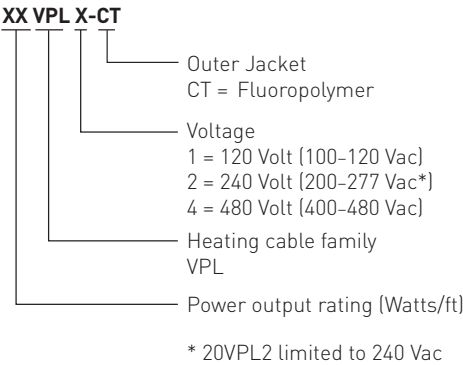 XX VPL X-CT
Outer Jacket
CT = Fluoropolymer
Voltage
1 = 120 Volt (100–120 Vac)
2 = 240 Volt (200–277 Vac*)
4 = 480 Volt (400–480 Vac)
Heating cable family
VPL
Power output rating (Watts/ft)
* 20VPL2 limited to 240 Vac